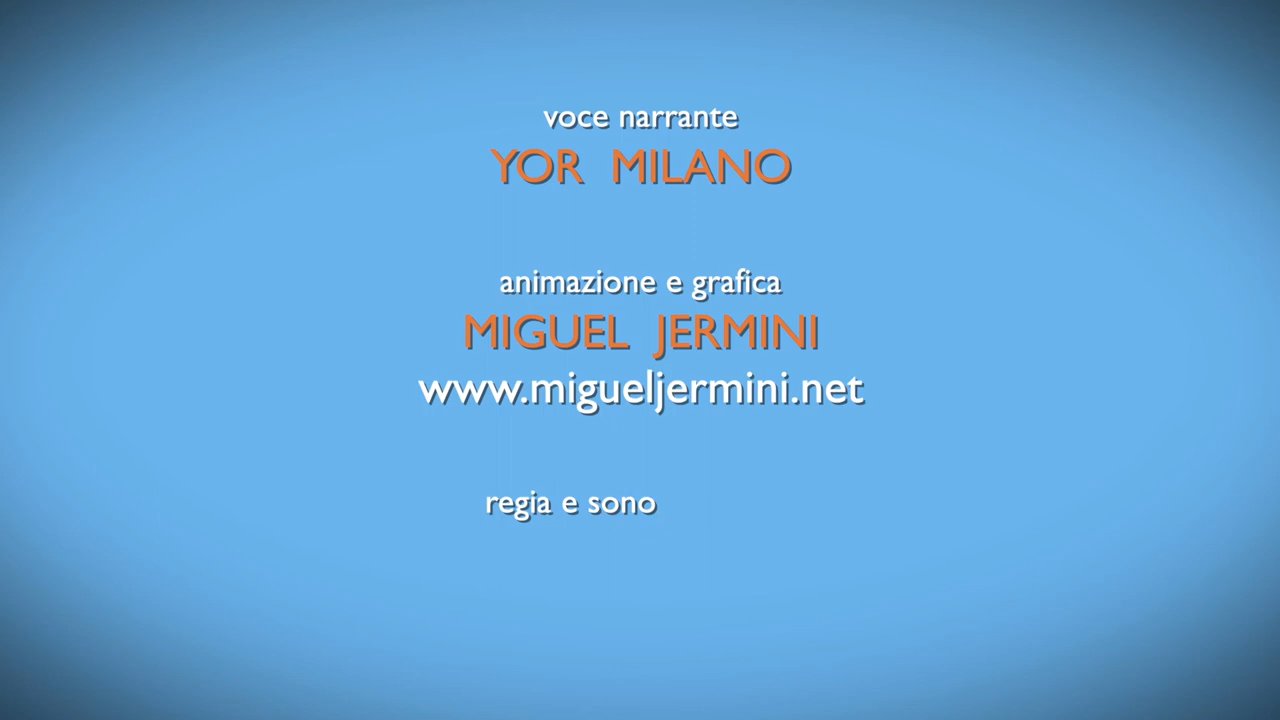 voce narrante
YOR MILANO
animazione e grafica
MIGUEL JERMINI
www.migueljermini.net
regia e sono